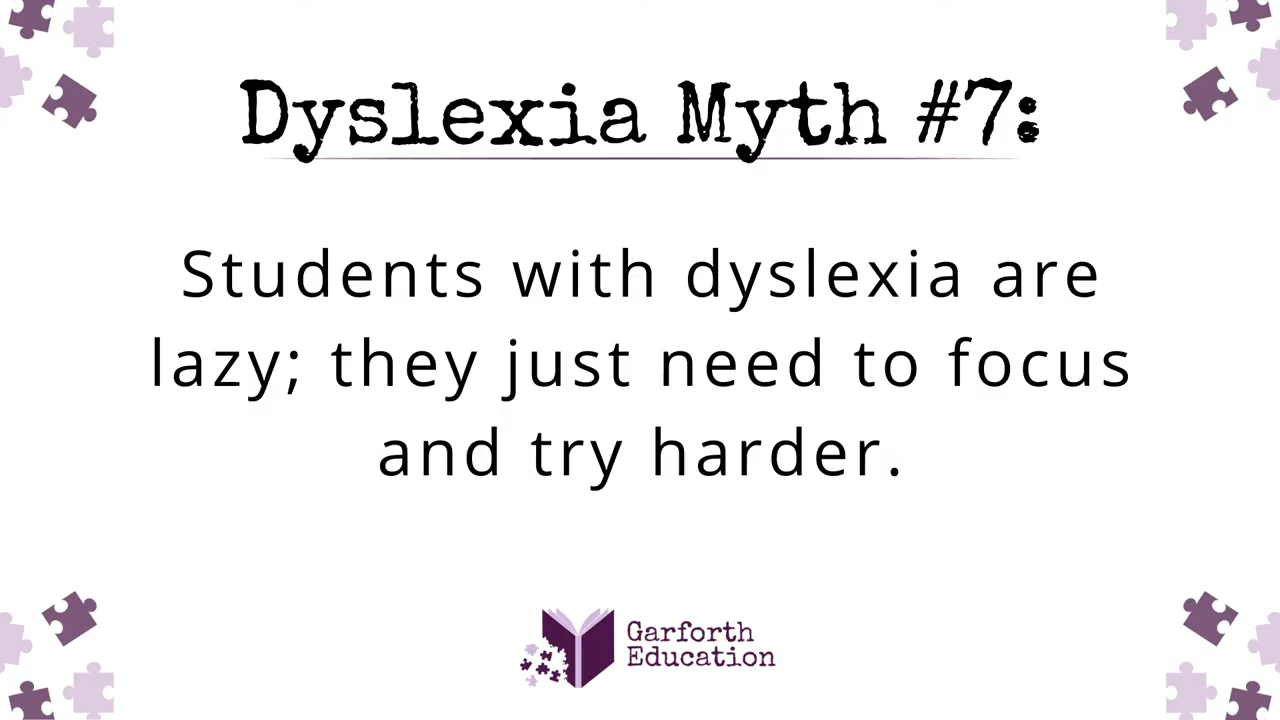 Dyslexia Myth #7:
Students with dyslexia are
lazy; they just need to focus
and try harder.
Garforth
Education